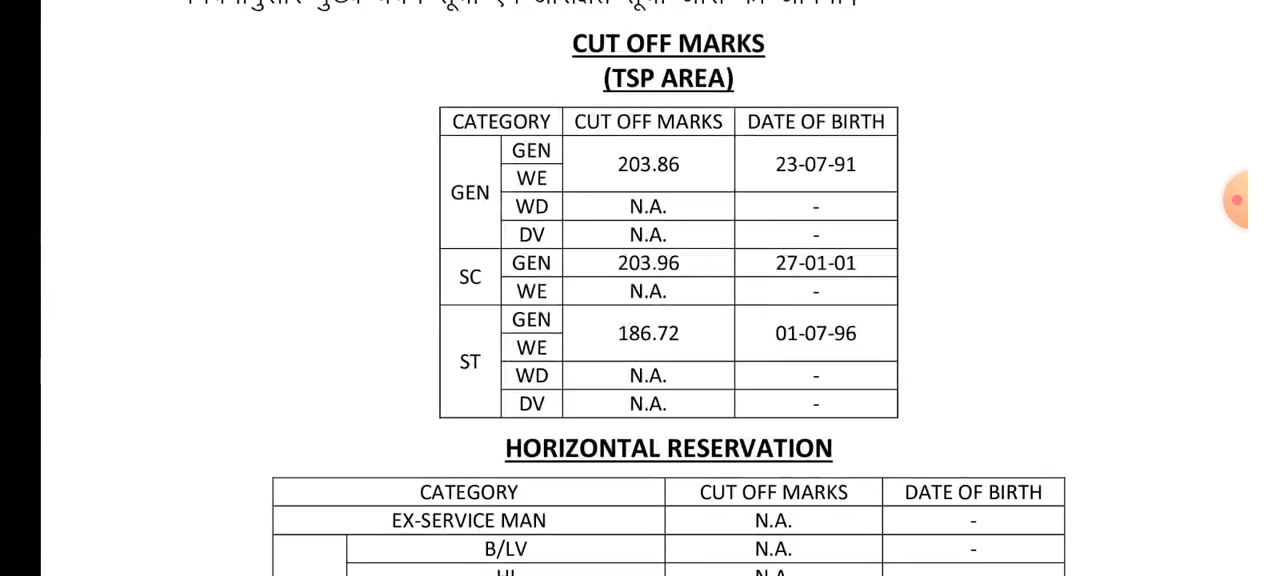 CUT OFF MARKS
(TSP AREA)
CATEGORY CUT OFF MARKS DATE OF BIRTH
GEN GEN 203.86 23-07-91
WE
WD N.A. -
DV N.A. -
SC GEN 203.96 27-01-01
WE N.A. -
ST GEN 186.72 01-07-96
WE
WD N.A. -
DV N.A. -
HORIZONTAL RESERVATION
CATEGORY CUT OFF MARKS DATE OF BIRTH
EX-SERVICE MAN N.A. -
B/LV N.A. -